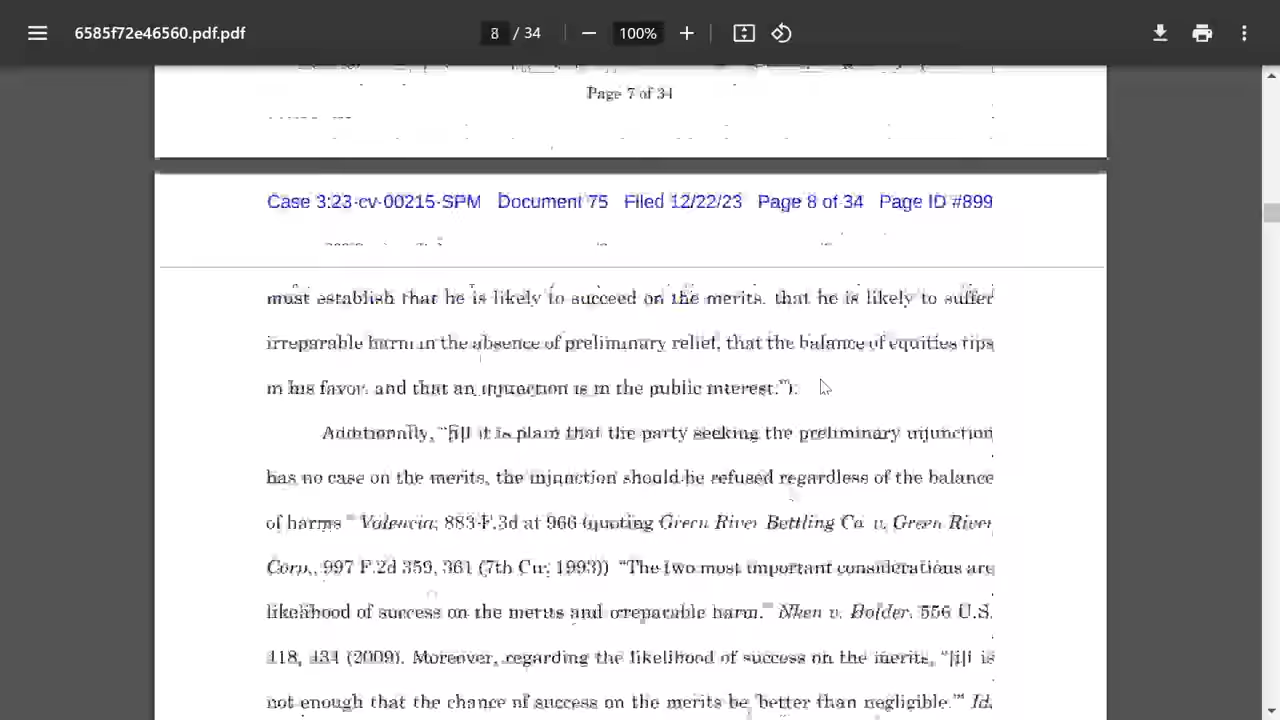 6585f72e46560.pdf.pdf
8 / 34
100%
Page 7 of 34
Case 3:23-cv-00215-SPM Document 75 Filed 12/22/23 Page 8 of 34 Page ID #899
must establish that he is likely to succeed on the merits, that he is likely to suffer
irreparable harm in the absence of preliminary relief, that the balance of equities tips
in his favor, and that an injunction is in the public interest.").
Additionally, "[i]f it is plain that the party seeking the preliminary injunction
has no case on the merits, the injunction should be refused regardless of the balance
of harms." Valencia, 883 F.3d at 966 (quoting Green River Bottling Co. v. Green River
Corp., 997 F.2d 359, 361 (7th Cir. 1993)) "The two most important considerations are
likelihood of success on the merits and irreparable harm." Nken v. Holder, 556 U.S.
418, 434 (2009). Moreover, regarding the likelihood of success on the merits, "[i]t is
not enough that the chance of success on the merits be 'better than negligible.'" Id.